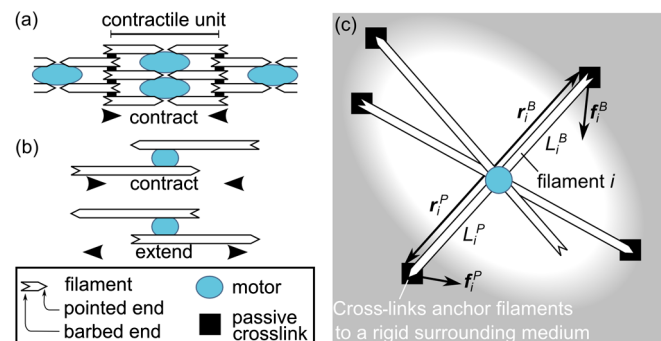 (a)
contractile unit
contract
(b)
contract
extend
filament
pointed end
barbed end
motor
passive
crosslink
(c)
r_i^B
f_i^B
L_i^B
filament i
r_i^P
L_i^P
f_i^P
Cross-links anchor filaments
to a rigid surrounding medium